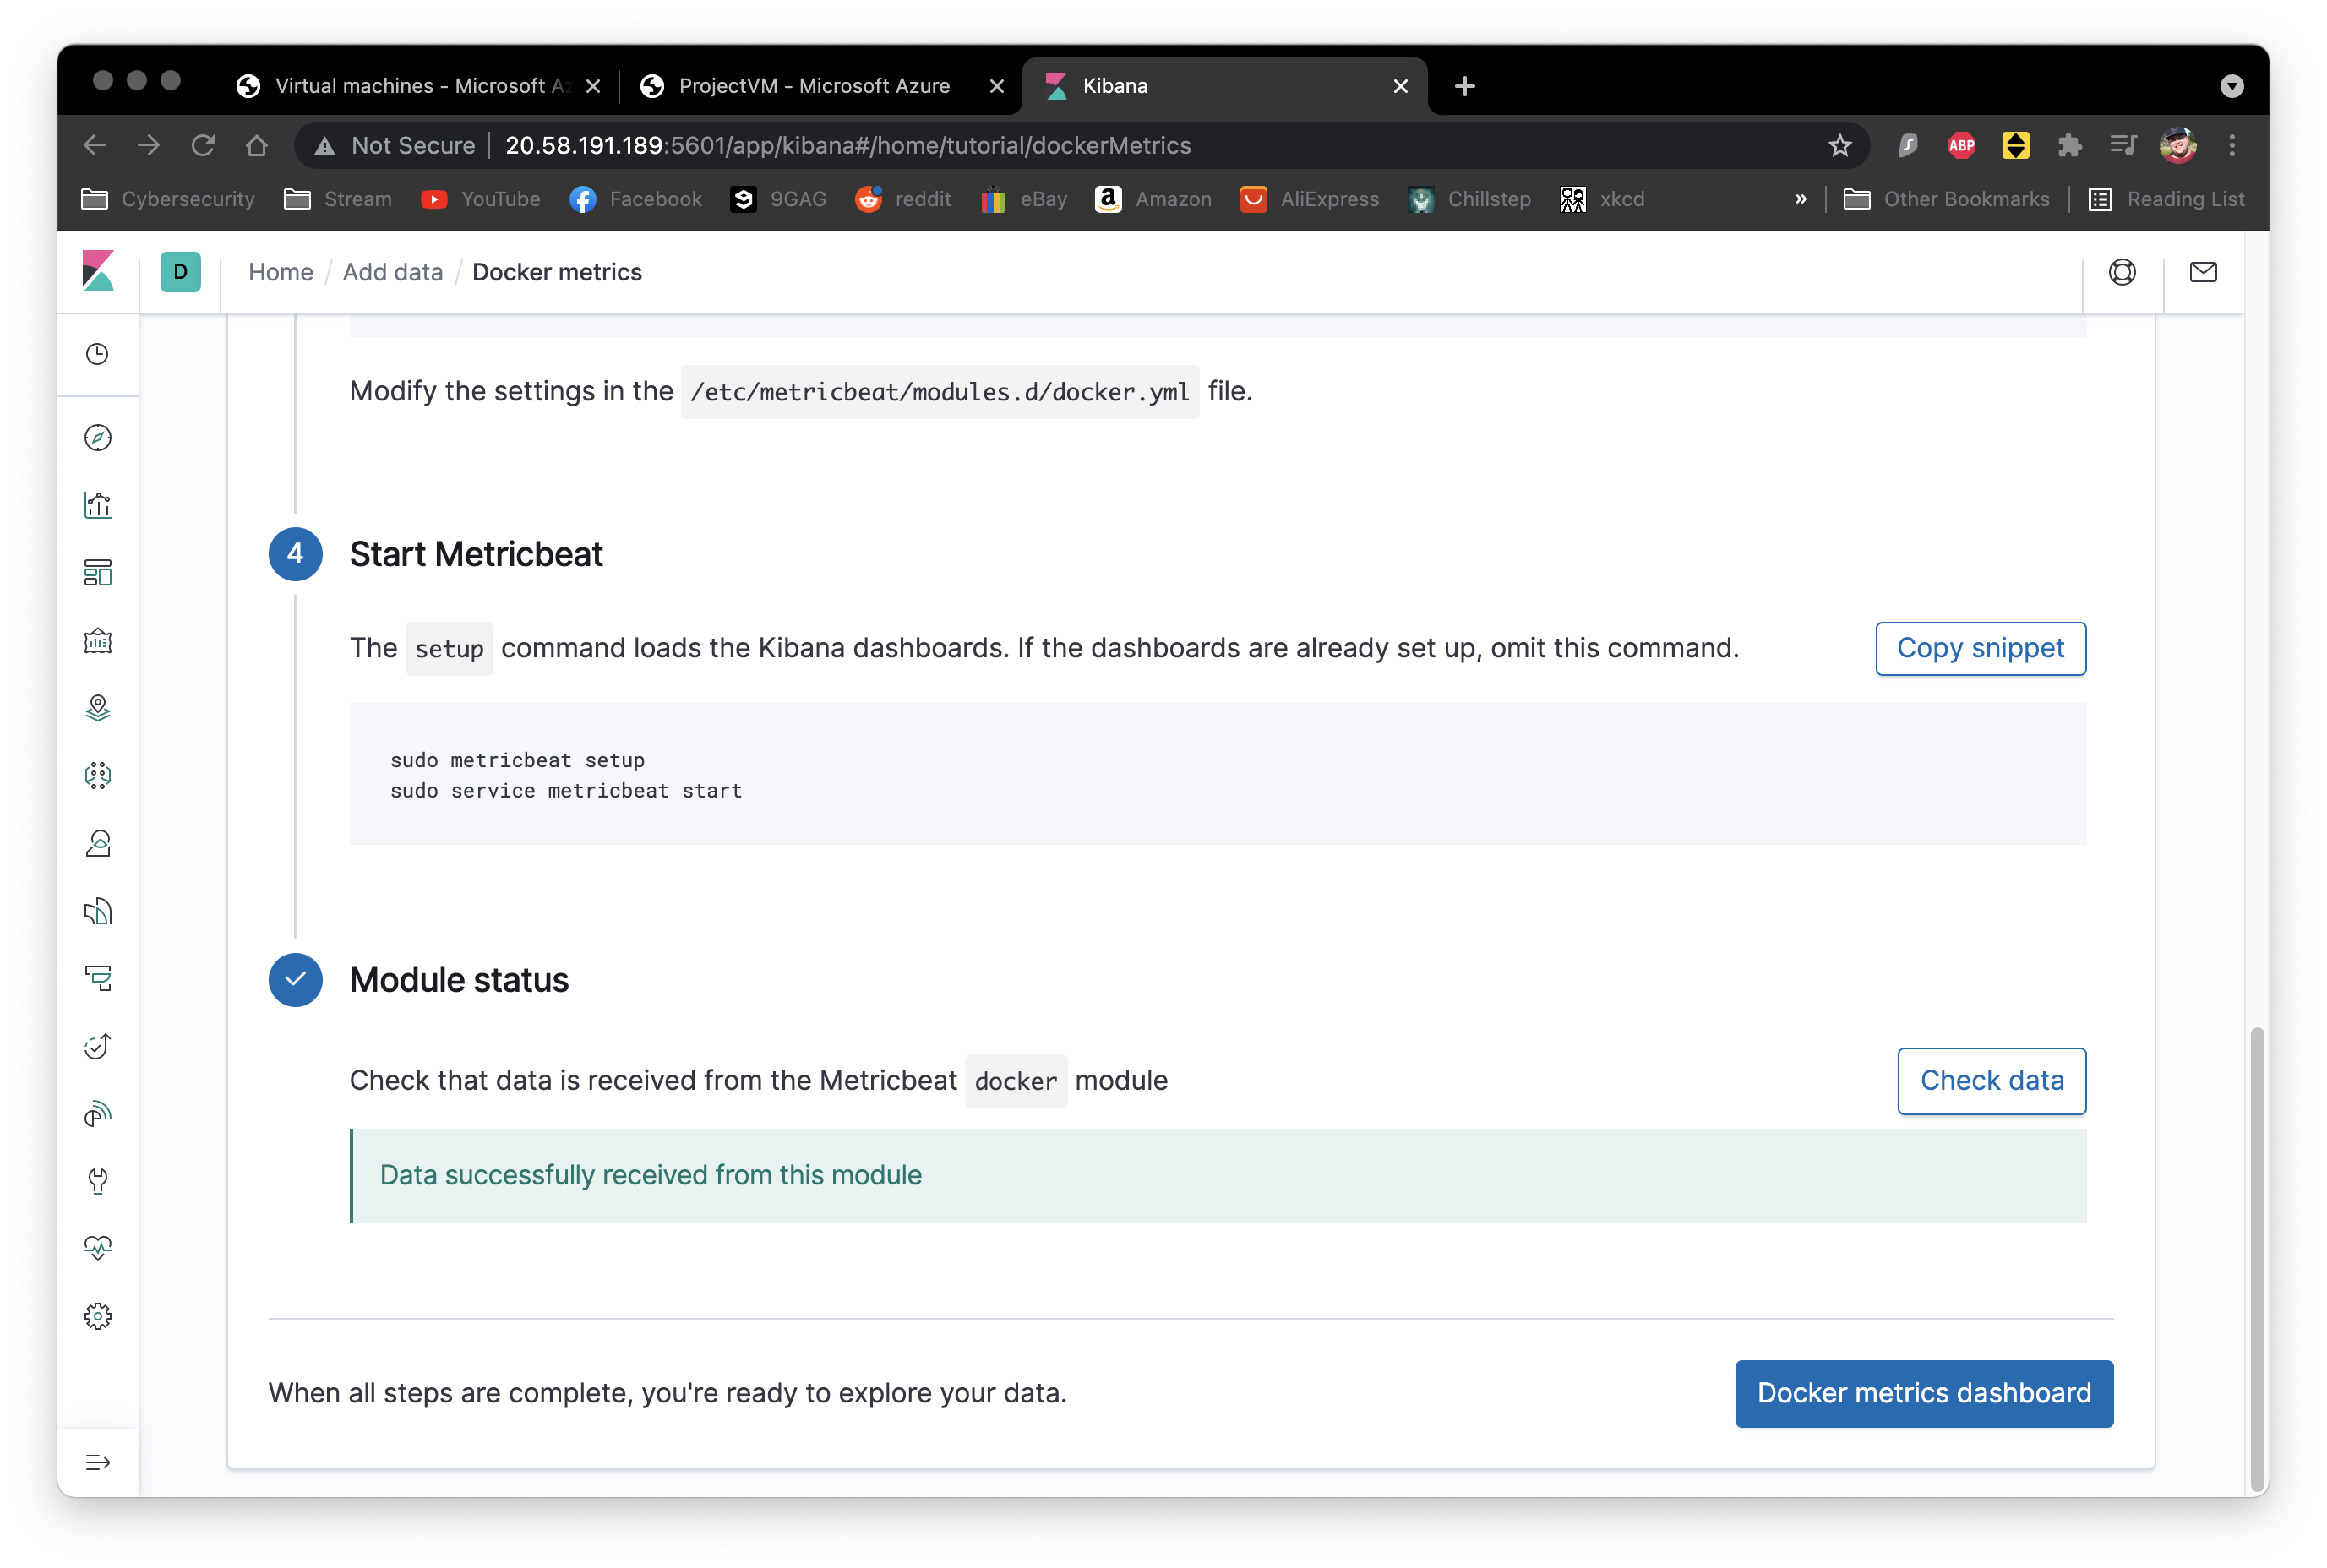 Virtual machines - Microsoft Az
ProjectVM - Microsoft Azure
Kibana
Not Secure
20.58.191.189:5601/app/kibana#/home/tutorial/dockerMetrics
ABP
Cybersecurity
Stream
YouTube
Facebook
9GAG
reddit
eBay
Amazon
AliExpress
Chillstep
xkcd
»
Other Bookmarks
Reading List
D
Home / Add data / Docker metrics
Modify the settings in the /etc/metricbeat/modules.d/docker.yml file.
4 Start Metricbeat
The setup command loads the Kibana dashboards. If the dashboards are already set up, omit this command.
Copy snippet
sudo metricbeat setup
sudo service metricbeat start
Module status
Check that data is received from the Metricbeat docker module
Check data
Data successfully received from this module
When all steps are complete, you're ready to explore your data.
Docker metrics dashboard